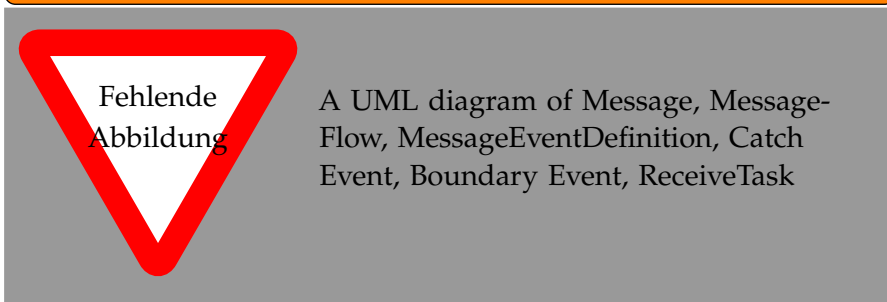 Fehlende
Abbildung
A UML diagram of Message, Message-
Flow, MessageEventDefinition, Catch
Event, Boundary Event, ReceiveTask